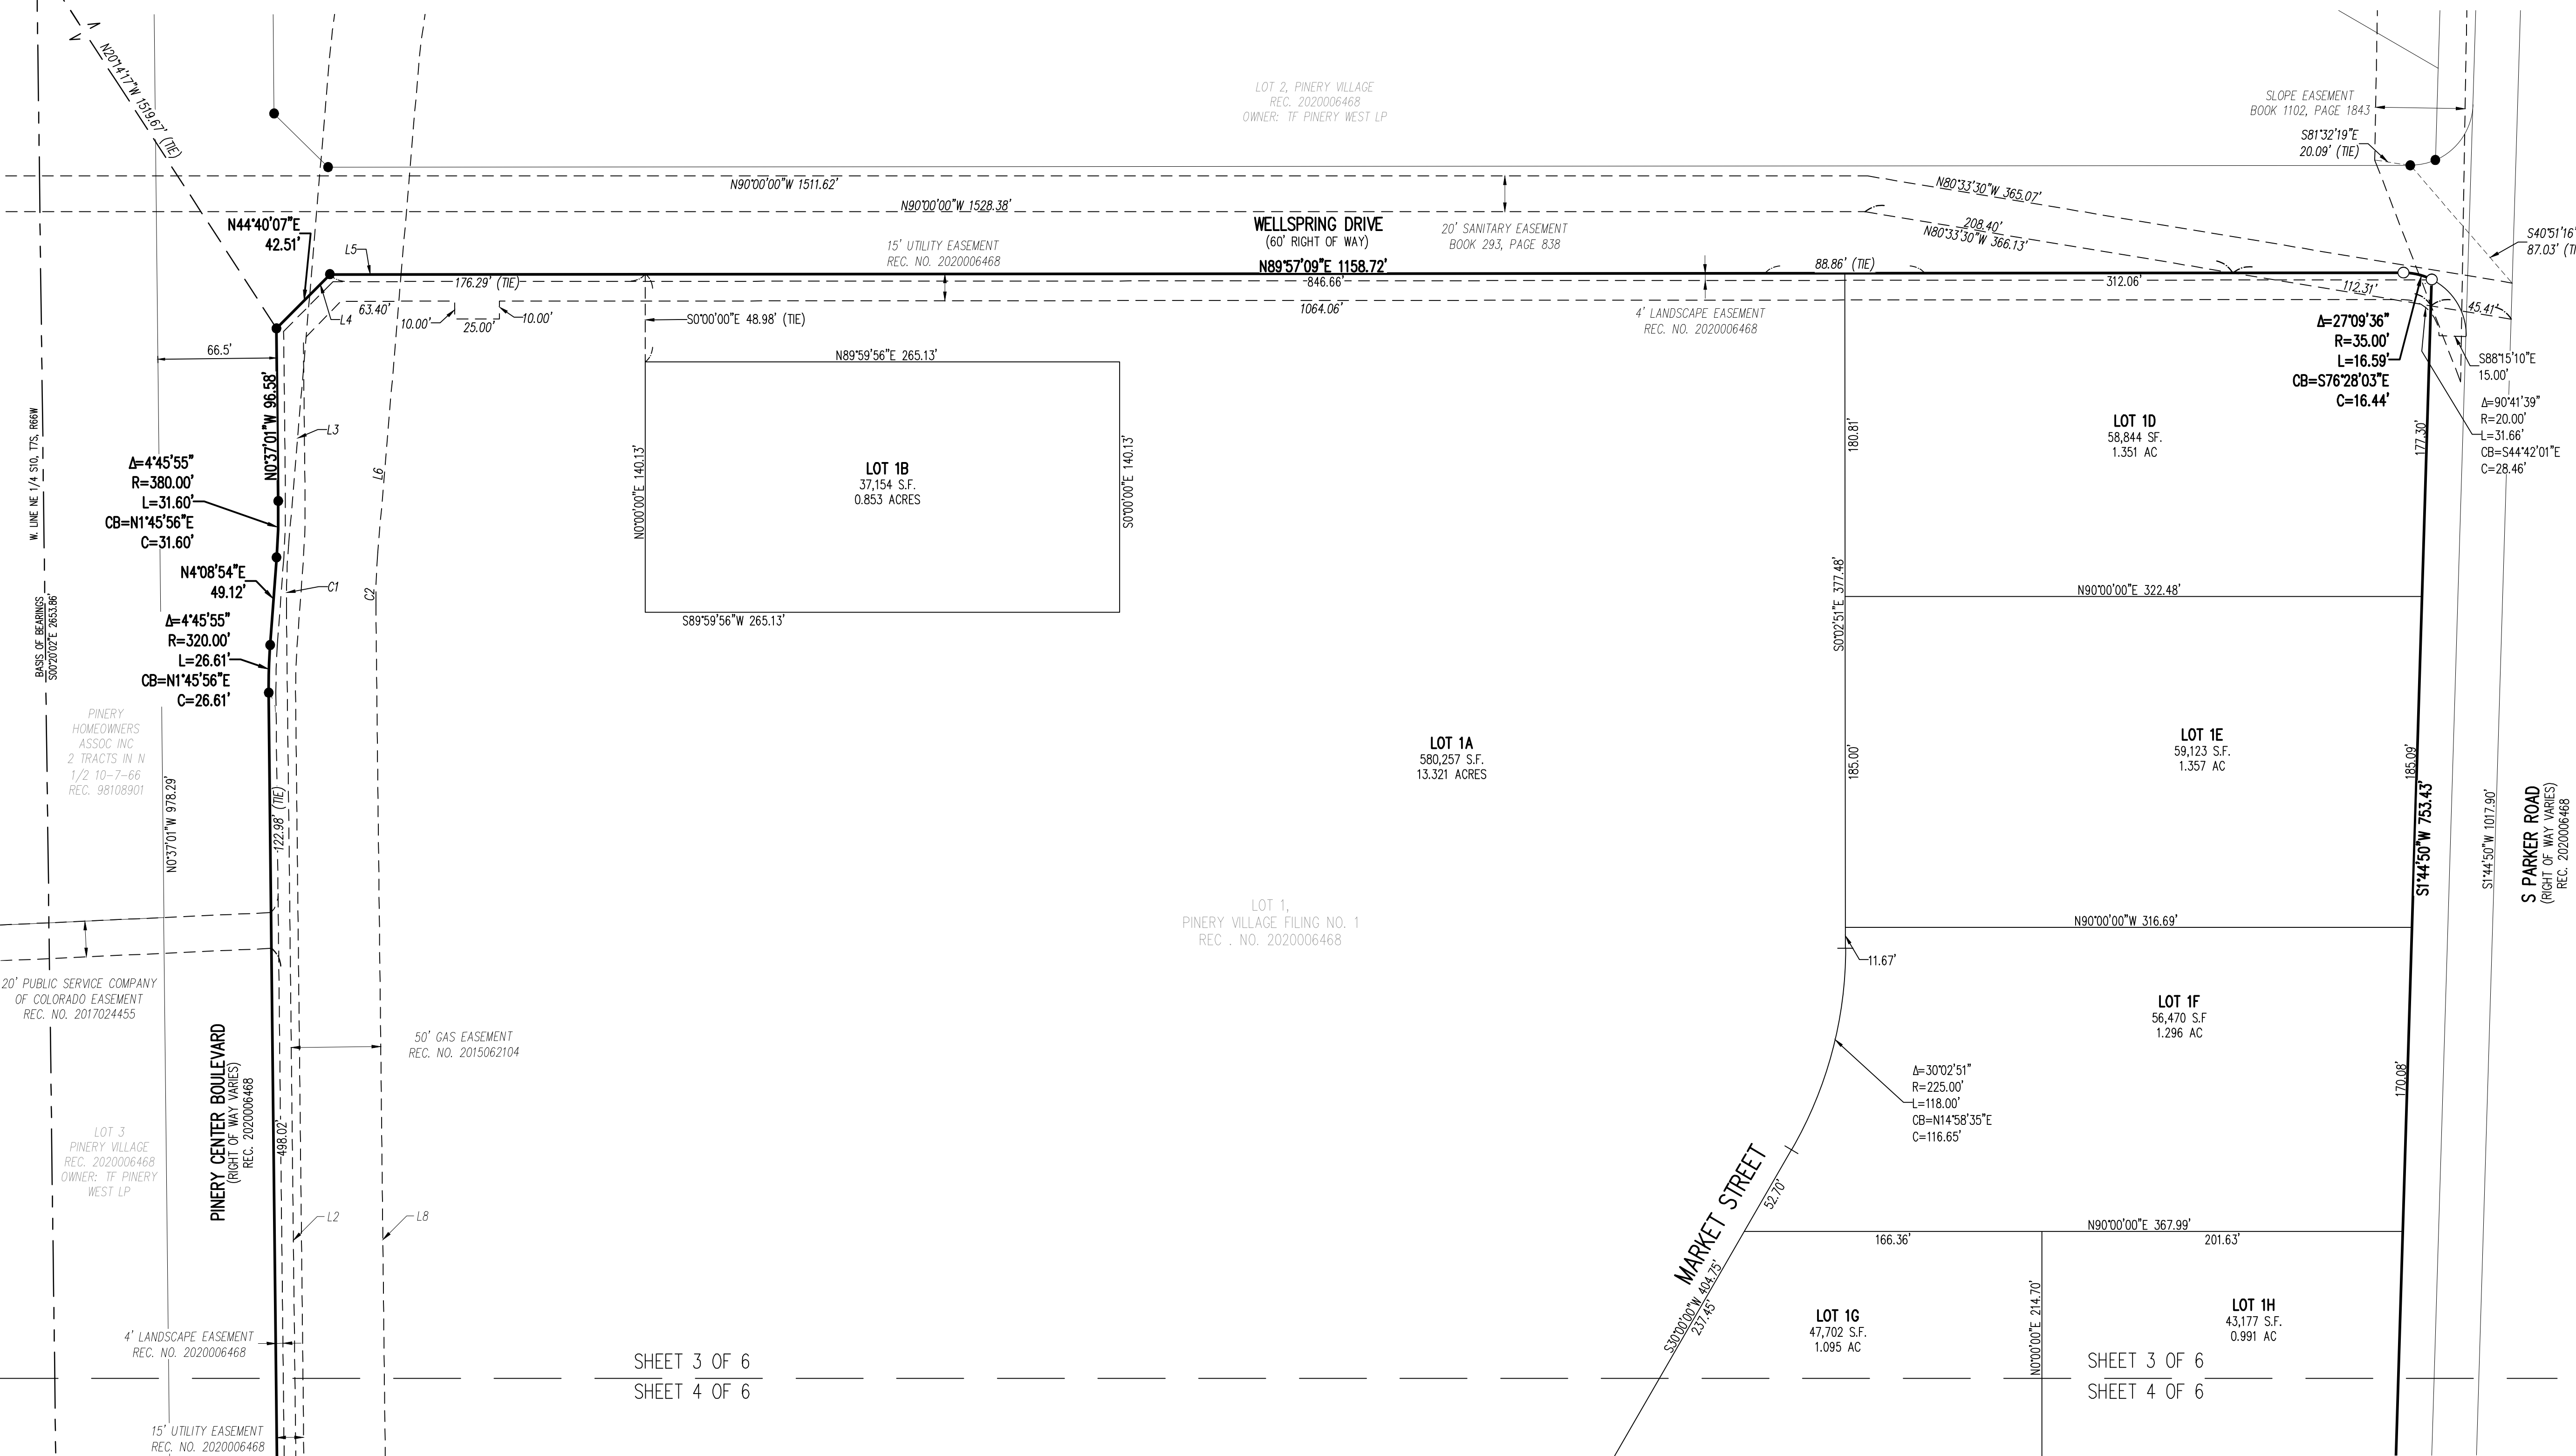 N20°14'17"W 1519.67' (TIE)
LOT 2, PINERY VILLAGE
REC. 2020006468
OWNER: TF PINERY WEST LP
SLOPE EASEMENT
BOOK 1102, PAGE 1843
S81°32'19"E
20.09' (TIE)
N90°00'00"W 1511.62'
N80°33'30"W 365.07'
N90°00'00"W 1528.38'
N44°40'07"E
42.51'
L5
15' UTILITY EASEMENT
REC. NO. 2020006468
WELLSPRING DRIVE
(60' RIGHT OF WAY)
N89°57'09"E 1158.72'
20' SANITARY EASEMENT
BOOK 293, PAGE 838
208.40'
N80°33'30"W 366.13'
88.86' (TIE)
S40°51'16"
87.03' (TI
176.29' (TIE)
846.66'
312.06'
112.31'
45.41'
L4
63.40'
10.00'
25.00'
10.00'
1064.06'
S0°00'00"E 48.98' (TIE)
4' LANDSCAPE EASEMENT
REC. NO. 2020006468
Δ=27°09'36"
R=35.00'
L=16.59'
CB=S76°28'03"E
C=16.44'
S88°15'10"E
15.00'
Δ=90°41'39"
R=20.00'
L=31.66'
CB=S44°42'01"E
C=28.46'
66.5'
N0°37'01"W 96.58'
N89°59'56"E 265.13'
L3
L6
W. LINE NE 1/4 S10, T7S, R66W
Δ=4°45'55"
R=380.00'
L=31.60'
CB=N1°45'56"E
C=31.60'
N0°00'00"E 140.13'
LOT 1B
37,154 S.F.
0.853 ACRES
S0°00'00"E 140.13'
180.81'
LOT 1D
58,844 SF.
1.351 AC
177.30'
N4°08'54"E
49.12'
C1
C2
BASIS OF BEARINGS
S00°20'02"E 2653.86'
Δ=4°45'55"
R=320.00'
L=26.61'
CB=N1°45'56"E
C=26.61'
S89°59'56"W 265.13'
S0°02'51"E 377.48'
N90°00'00"E 322.48'
PINERY
HOMEOWNERS
ASSOC INC
2 TRACTS IN N
1/2 10-7-66
REC. 98108901
N0°37'01"W 978.29'
122.98' (TIE)
LOT 1A
580,257 S.F.
13.321 ACRES
185.00'
LOT 1E
59,123 S.F.
1.357 AC
185.09'
S1°44'50"W 753.43'
S1°44'50"W 1017.90'
S PARKER ROAD
(RIGHT OF WAY VARIES)
REC. 2020006468
LOT 1,
PINERY VILLAGE FILING NO. 1
REC . NO. 2020006468
N90°00'00"W 316.69'
11.67'
20' PUBLIC SERVICE COMPANY
OF COLORADO EASEMENT
REC. NO. 2017024455
50' GAS EASEMENT
REC. NO. 2015062104
LOT 1F
56,470 S.F
1.296 AC
Δ=30°02'51"
R=225.00'
L=118.00'
CB=N14°58'35"E
C=116.65'
170.08'
PINERY CENTER BOULEVARD
(RIGHT OF WAY VARIES)
REC. 2020006468
498.02'
LOT 3
PINERY VILLAGE
REC. 2020006468
OWNER: TF PINERY
WEST LP
L2
L8
MARKET STREET
52.70'
S30°00'00"W 404.75'
237.45'
N90°00'00"E 367.99'
166.36'
201.63'
LOT 1G
47,702 S.F.
1.095 AC
N0°00'00"E 214.70'
LOT 1H
43,177 S.F.
0.991 AC
4' LANDSCAPE EASEMENT
REC. NO. 2020006468
SHEET 3 OF 6
SHEET 4 OF 6
SHEET 3 OF 6
SHEET 4 OF 6
15' UTILITY EASEMENT
REC. NO. 2020006468